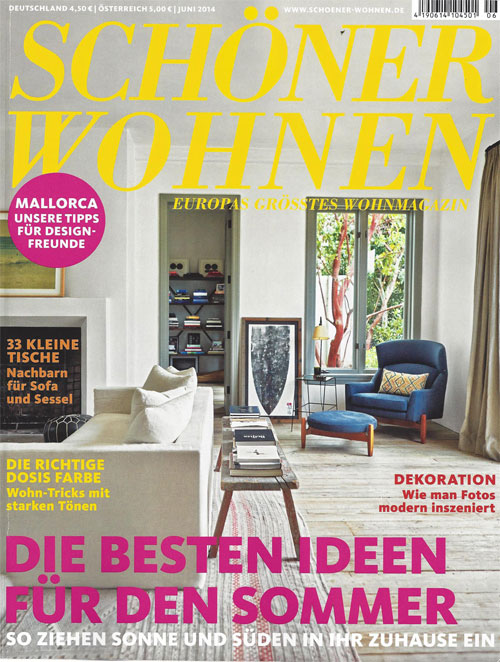 DEUTSCHLAND 4,50 € | ÖSTERREICH 5,00 € | JUNI 2014
WWW.SCHOENER-WOHNEN.DE
4 190614 104501 06
SCHÖNER
WOHNEN
EUROPAS GRÖSSTES WOHNMAGAZIN
MALLORCA
UNSERE TIPPS
FÜR DESIGN-
FREUNDE
33 KLEINE
TISCHE
Nachbarn
für Sofa
und Sessel
DIE RICHTIGE
DOSIS FARBE
Wohn-Tricks mit
starken Tönen
DEKORATION
Wie man Fotos
modern inszeniert
DIE BESTEN IDEEN
FÜR DEN SOMMER
SO ZIEHEN SONNE UND SÜDEN IN IHR ZUHAUSE EIN